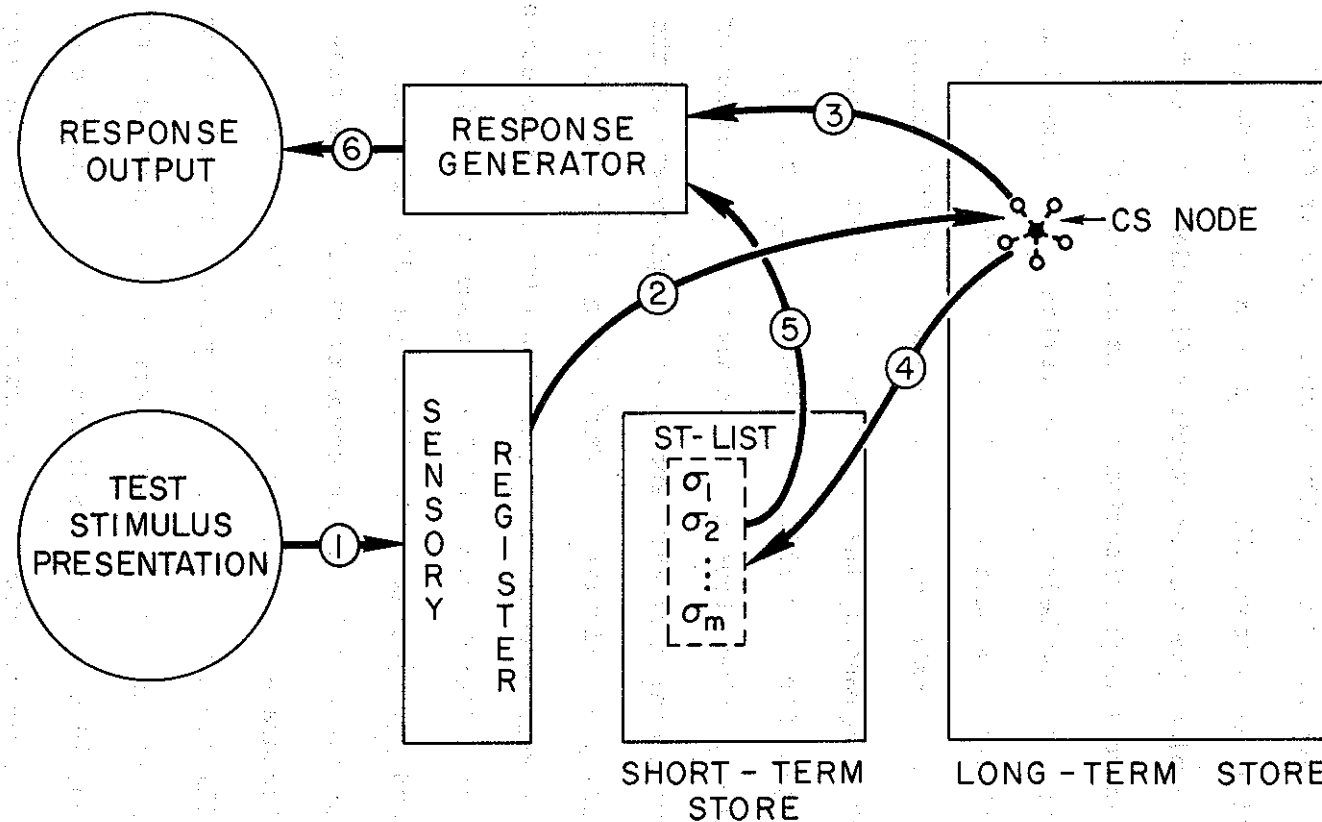 RESPONSE
OUTPUT
6
RESPONSE
GENERATOR
3
CS NODE
2
5
4
TEST
STIMULUS
PRESENTATION
1
SENSORY
REGISTER
ST-LIST
σ1
σ2
⋮
σm
SHORT-TERM
STORE
LONG-TERM STORE